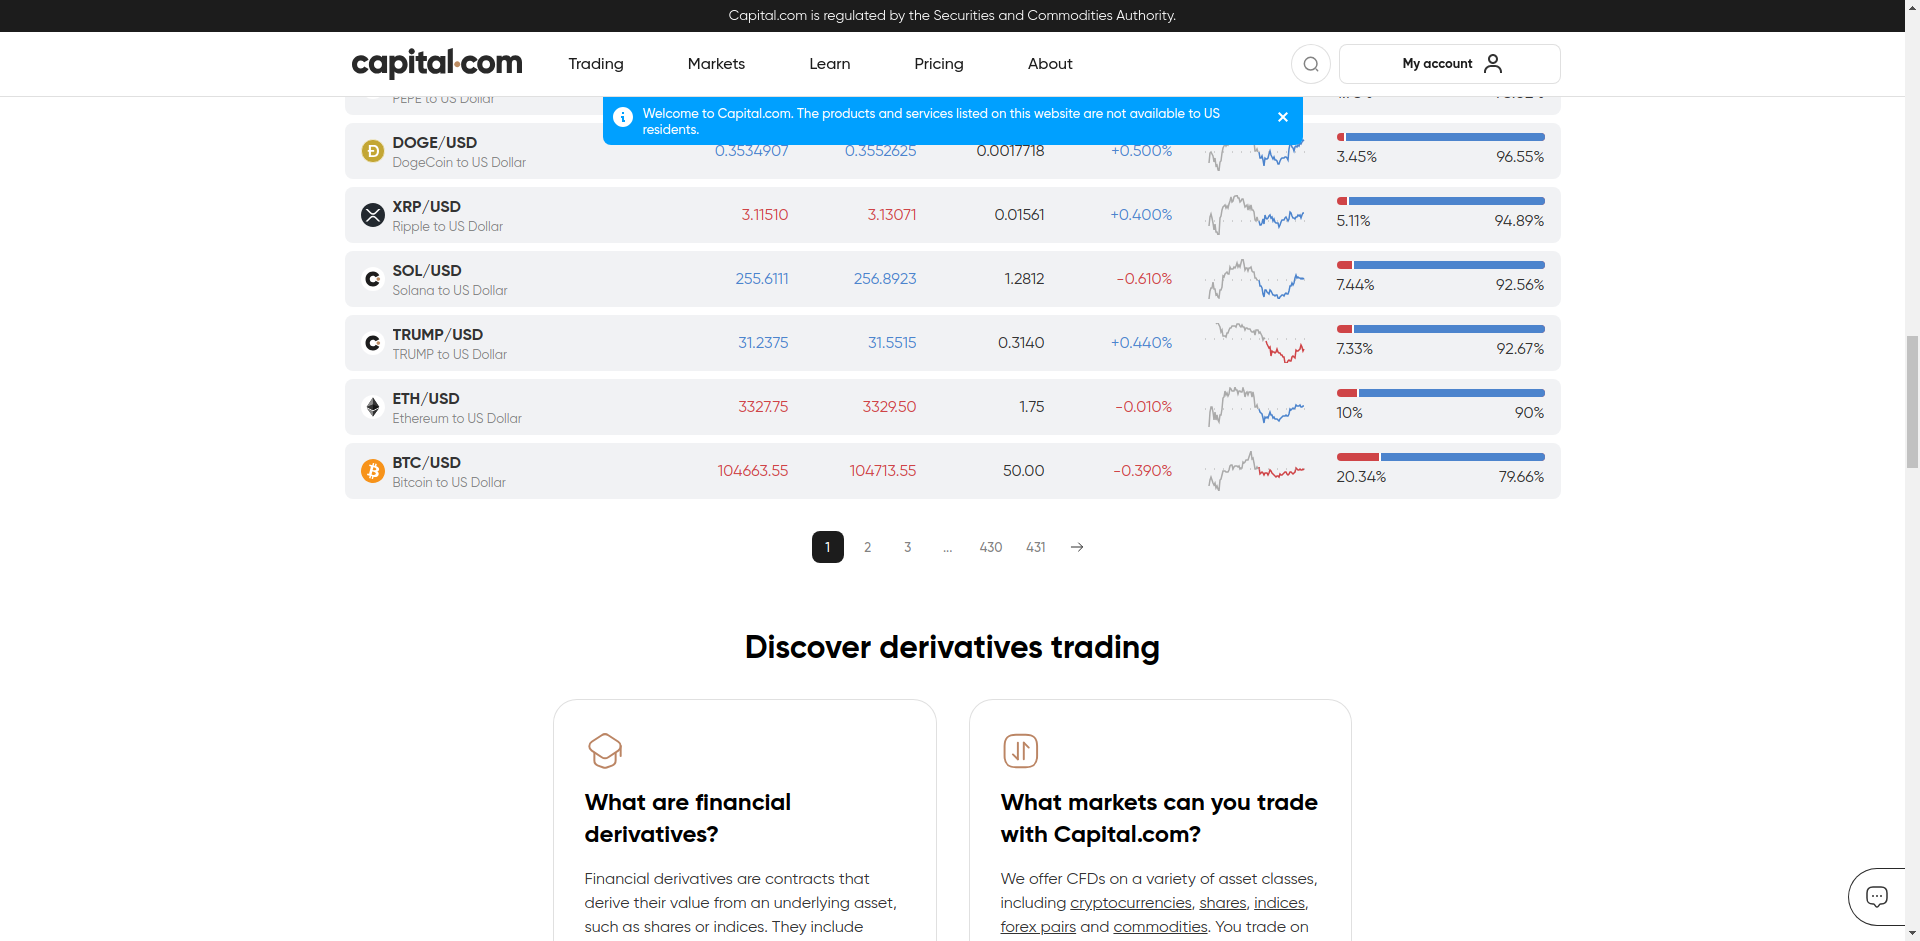 Capital.com is regulated by the Securities and Commodities Authority.
capital.com
Trading
Markets
Learn
Pricing
About
My account
PEPE to US Dollar
Welcome to Capital.com. The products and services listed on this website are not available to US
residents.
DOGE/USD
DogeCoin to US Dollar
0.3534907
0.3552625
0.0017718
+0.500%
3.45%
96.55%
XRP/USD
Ripple to US Dollar
3.11510
3.13071
0.01561
+0.400%
5.11%
94.89%
SOL/USD
Solana to US Dollar
255.6111
256.8923
1.2812
-0.610%
7.44%
92.56%
TRUMP/USD
TRUMP to US Dollar
31.2375
31.5515
0.3140
+0.440%
7.33%
92.67%
ETH/USD
Ethereum to US Dollar
3327.75
3329.50
1.75
-0.010%
10%
90%
BTC/USD
Bitcoin to US Dollar
104663.55
104713.55
50.00
-0.390%
20.34%
79.66%
1
2
3
...
430
431
Discover derivatives trading
What are financial
derivatives?
Financial derivatives are contracts that
derive their value from an underlying asset,
such as shares or indices. They include
What markets can you trade
with Capital.com?
We offer CFDs on a variety of asset classes,
including cryptocurrencies, shares, indices,
forex pairs and commodities. You trade on